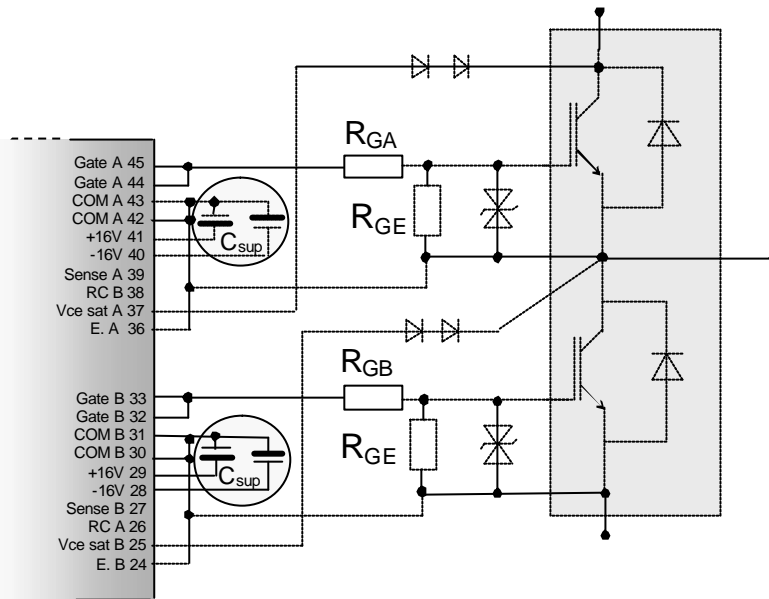 Gate A 45
Gate A 44
COM A 43
COM A 42
+16V 41
-16V 40
Sense A 39
RC B 38
Vce sat A 37
E. A 36
Csup
RGA
RGE
Gate B 33
Gate B 32
COM B 31
COM B 30
+16V 29
-16V 28
Sense B 27
RC A 26
Vce sat B 25
E. B 24
Csup
RGB
RGE